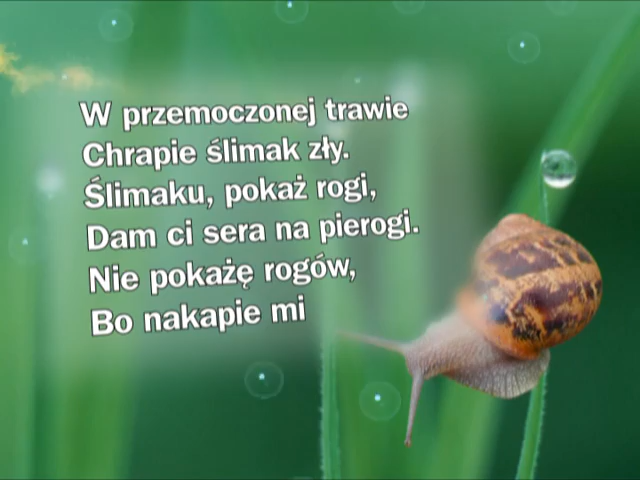 W przemoczonej trawie
Chrapie ślimak zły.
Ślimaku, pokaż rogi,
Dam ci sera na pierogi.
Nie pokażę rogów,
Bo nakapie mi